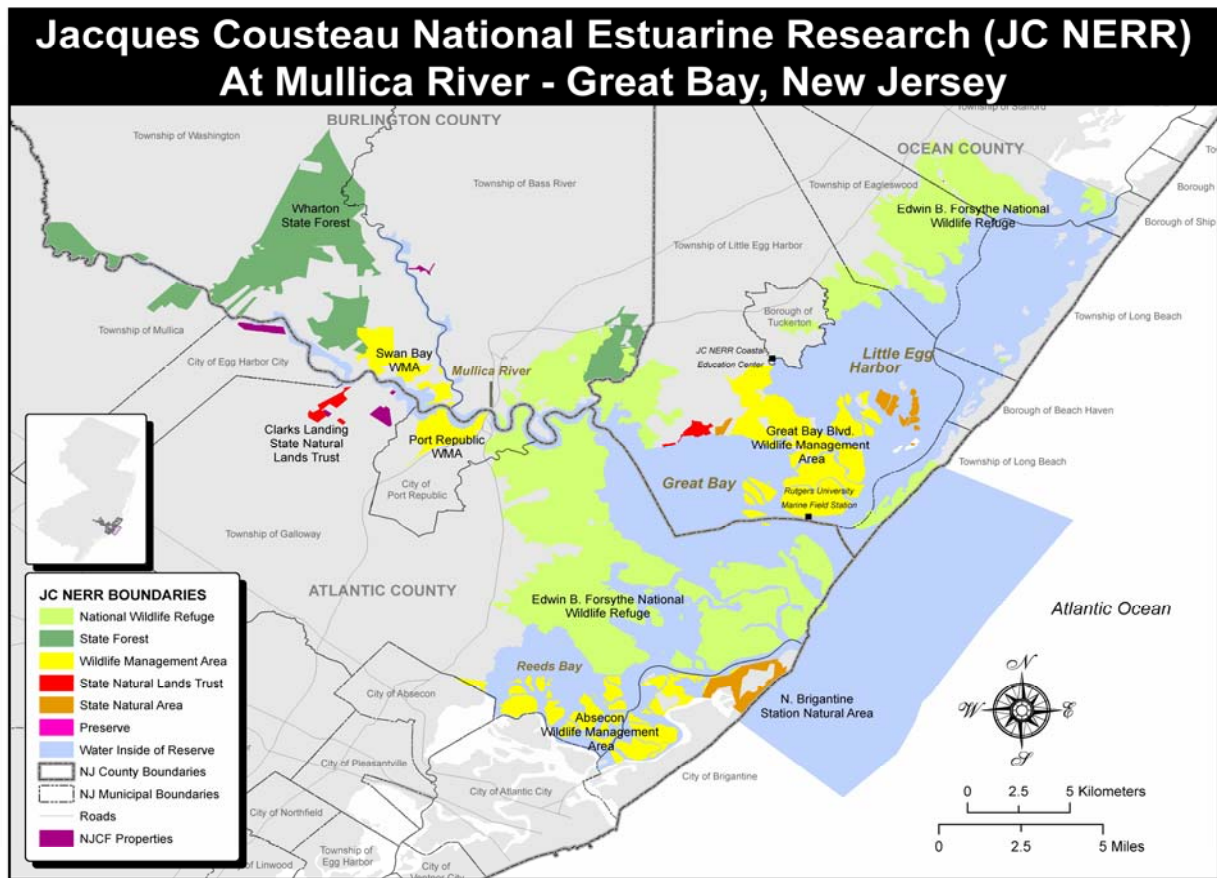 Jacques Cousteau National Estuarine Research (JC NERR)
At Mullica River - Great Bay, New Jersey
Township of Stafford
BURLINGTON COUNTY
Township of Washington
OCEAN COUNTY
Township of Bass River
Township of Eagleswood
Borough
Wharton
State Forest
Edwin B. Forsythe National
Wildlife Refuge
Borough of Ship
Township of Little Egg Harbor
Township of Mullica
Borough of
Tuckerton
Township of Long Beach
City of Egg Harbor City
Swan Bay
WMA
JC NERR Coastal
Education Center
Little Egg
Harbor
Mullica River
Borough of Beach Haven
Clarks Landing
State Natural
Lands Trust
Port Republic
WMA
Great Bay Blvd.
Wildlife Management
Area
Township of Long Beach
City of
Port Republic
Great Bay
Rutgers University
Marine Field Station
Township of Galloway
ATLANTIC COUNTY
Edwin B. Forsythe National
Wildlife Refuge
Atlantic Ocean
Reeds Bay
City of Absecon
N. Brigantine
Station Natural Area
Absecon
Wildlife Management
Area
City of Pleasantville
City of Brigantine
City of Atlantic City
City of Northfield
Township of
Egg Harbor
of Linwood
City of
JC NERR BOUNDARIES
National Wildlife Refuge
State Forest
Wildlife Management Area
State Natural Lands Trust
State Natural Area
Preserve
Water Inside of Reserve
NJ County Boundaries
NJ Municipal Boundaries
Roads
NJCF Properties
N
W
E
S
0 2.5 5 Kilometers
0 2.5 5 Miles